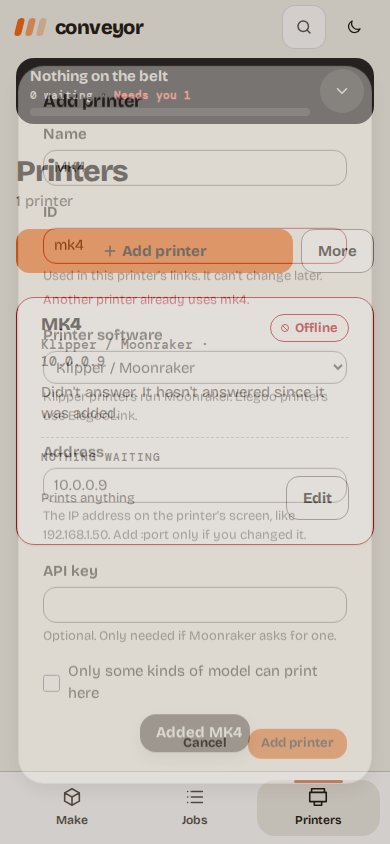 conveyor
Nothing on the belt
0 waiting · Needs you 1
Add printer
Name
MK4
Printers
1 printer
ID
mk4
+ Add printer
More
Used in this printer's links. It can't change later.
Another printer already uses mk4.
MK4
Offline
Printer software
Klipper / Moonraker ·
10.0.0.9
Klipper / Moonraker
Didn't answer. It hasn't answered since it
was added.
Klipper printers run Moonraker. Elegoo printers
use ElegooLink.
Address
NOTHING WAITING
10.0.0.9
Prints anything
Edit
The IP address on the printer's screen, like
192.168.1.50. Add :port only if you changed it.
API key
Optional. Only needed if Moonraker asks for one.
Only some kinds of model can print
here
Added MK4
Cancel
Add printer
Make
Jobs
Printers